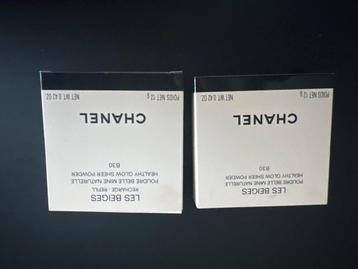 LES BEIGES
RECHARGE - REFILL
POUDRE BELLE MINE NATURELLE
HEALTHY GLOW SHEER POWDER
B30
CHANEL
POIDS NET 12 g NET WT. 0.42 OZ.
LES BEIGES
POUDRE BELLE MINE NATURELLE
HEALTHY GLOW SHEER POWDER
B30
CHANEL
POIDS NET 12 g NET WT. 0.42 OZ.